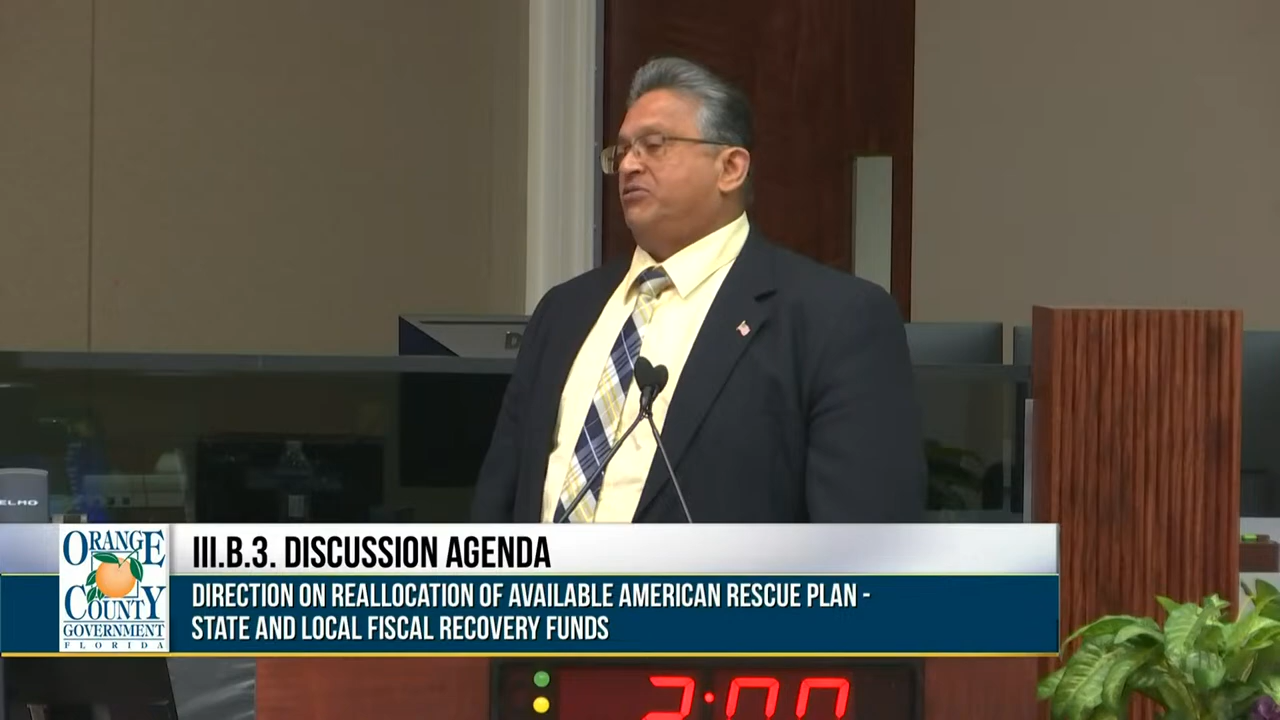 D
ELMO
ORANGE
COUNTY
GOVERNMENT
FLORIDA
III.B.3. DISCUSSION AGENDA
DIRECTION ON REALLOCATION OF AVAILABLE AMERICAN RESCUE PLAN -
STATE AND LOCAL FISCAL RECOVERY FUNDS
2:00